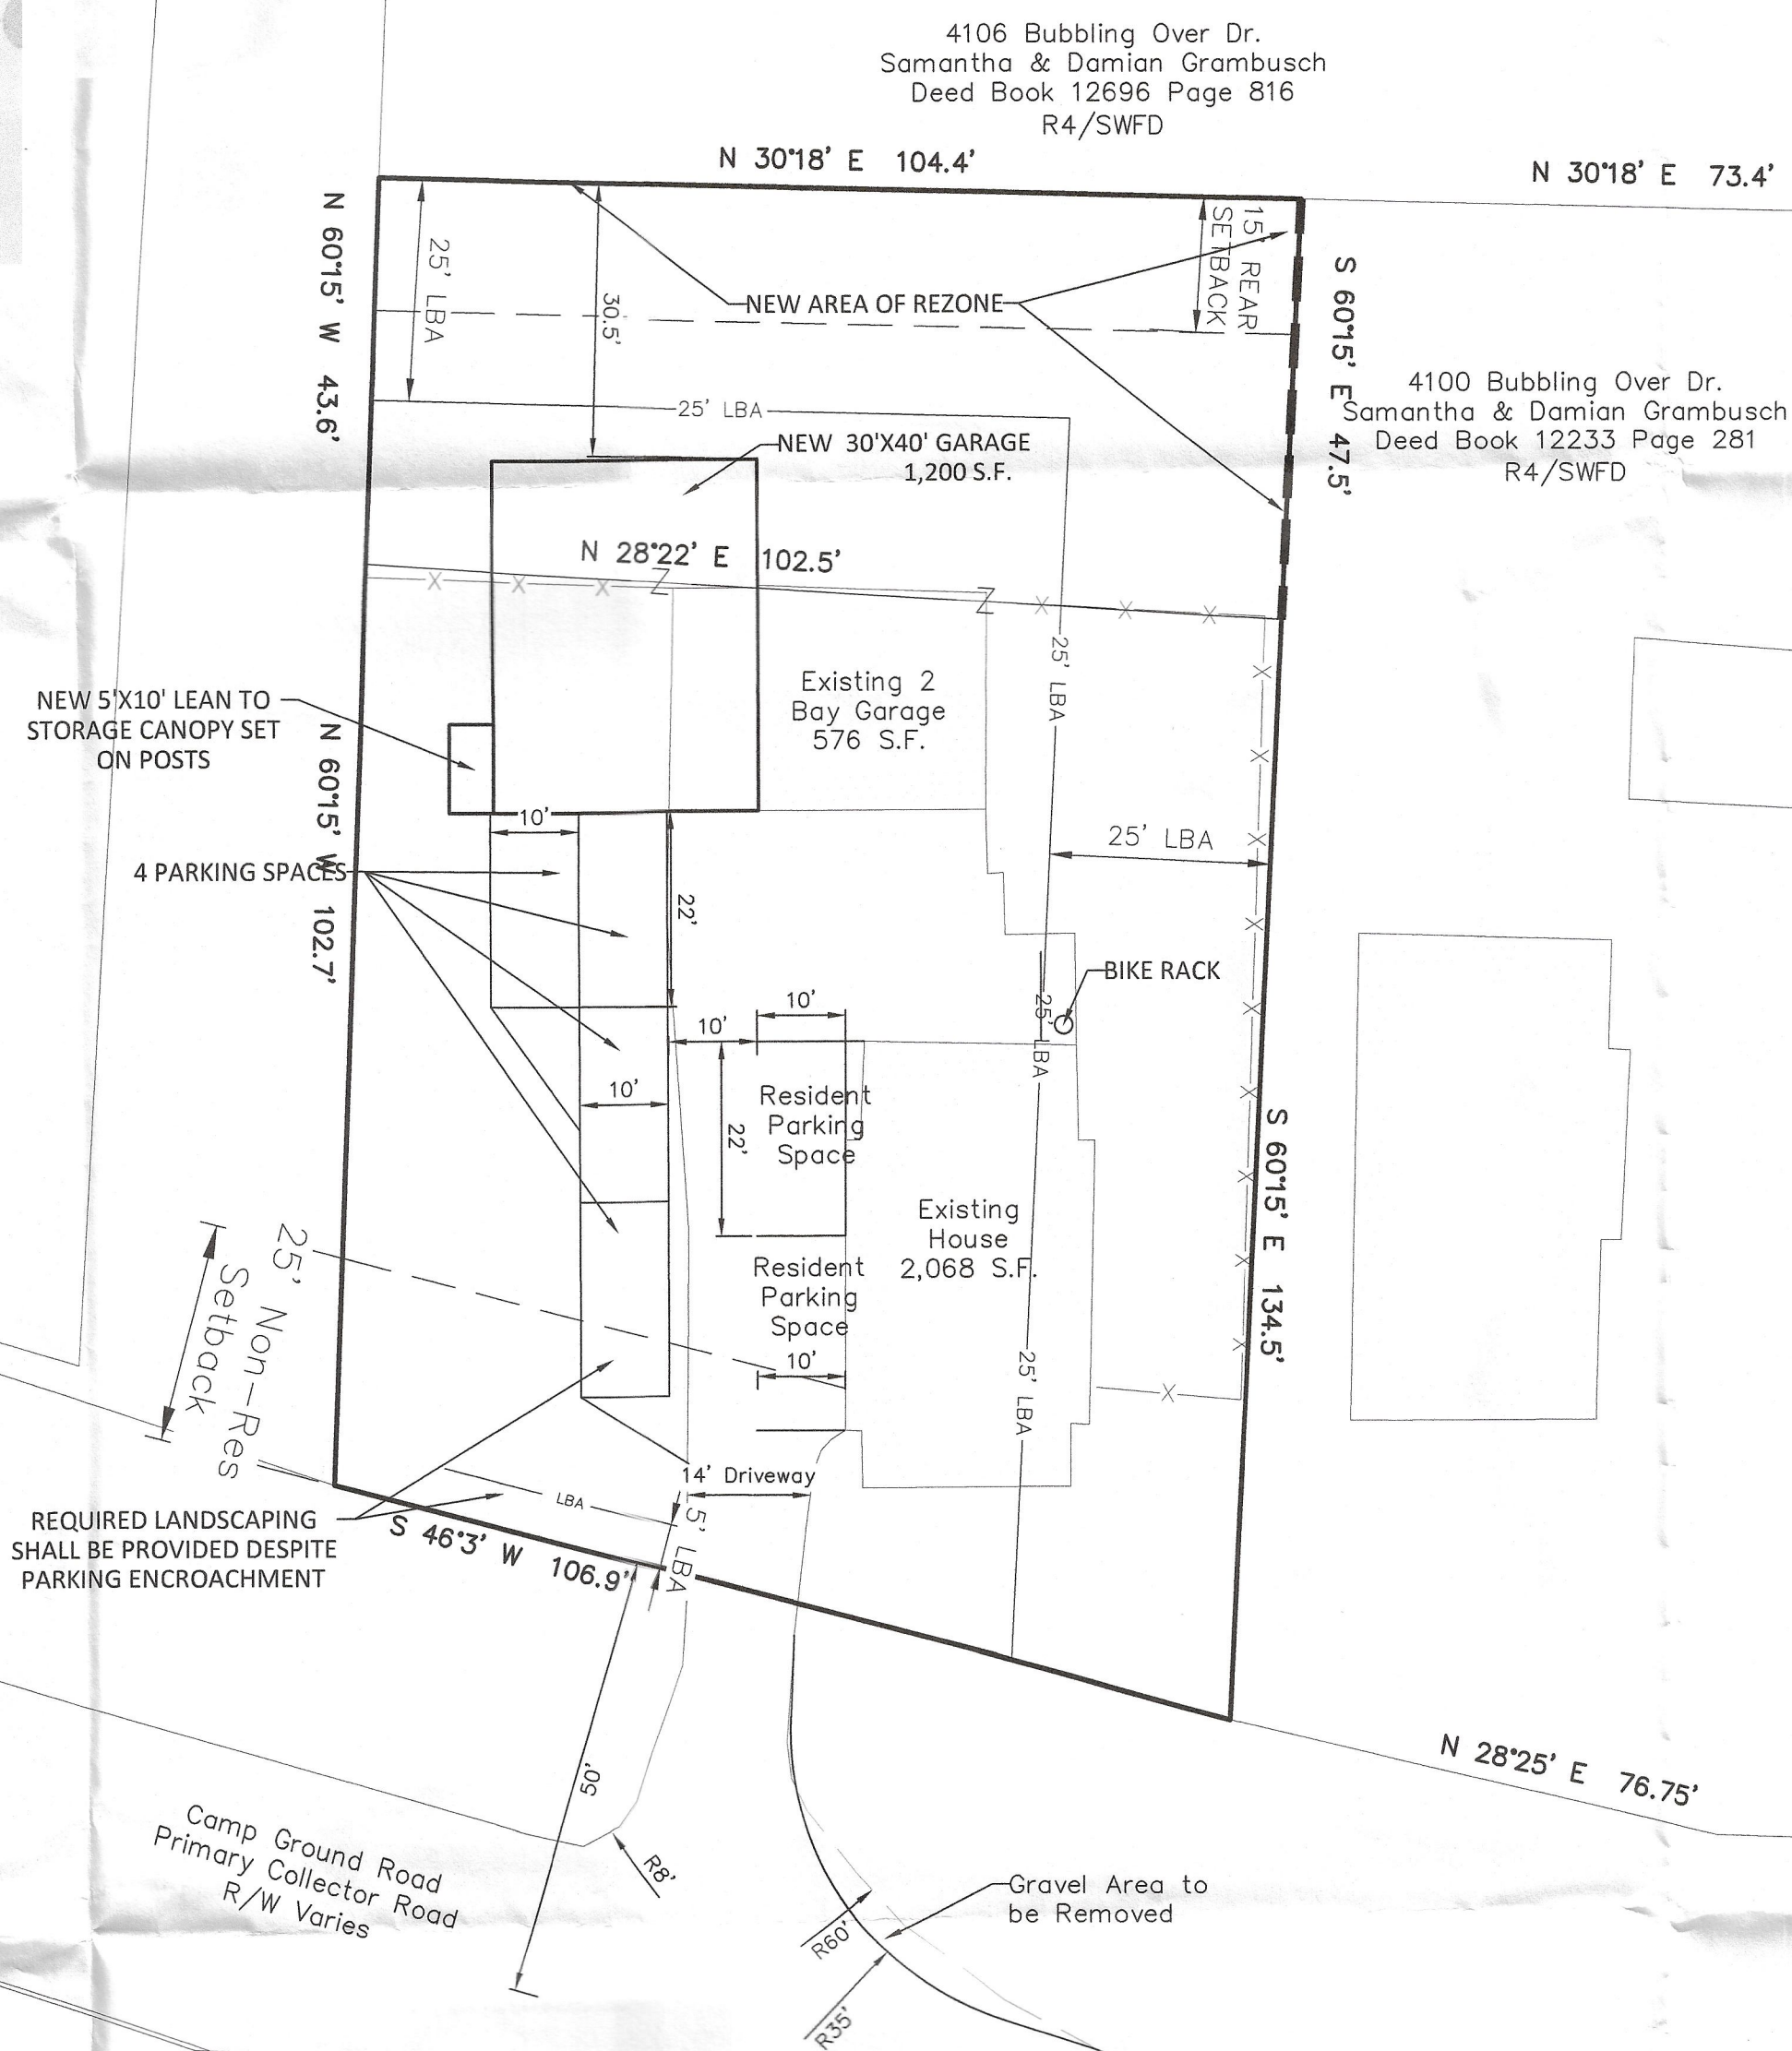 4106 Bubbling Over Dr.
Samantha & Damian Grambusch
Deed Book 12696 Page 816
R4/SWFD
N 30°18' E 104.4'
N 30°18' E 73.4'
N 60°15' W 43.6'
25' LBA
30.5'
NEW AREA OF REZONE
15' REAR
SETBACK
S 60°15' E 47.5'
4100 Bubbling Over Dr.
Samantha & Damian Grambusch
Deed Book 12233 Page 281
R4/SWFD
25' LBA
NEW 30'X40' GARAGE
1,200 S.F.
N 28°22' E 102.5'
25' LBA
Existing 2
Bay Garage
576 S.F.
NEW 5'X10' LEAN TO
STORAGE CANOPY SET
ON POSTS
N 60°15' W 102.7'
10'
25' LBA
4 PARKING SPACES
22'
BIKE RACK
10'
10'
25' LBA
10'
22'
Resident
Parking
Space
S 60°15' E 134.5'
Existing
House
2,068 S.F.
Resident
Parking
Space
10'
25' Non-Res
Setback
25' LBA
14' Driveway
LBA
5' LBA
REQUIRED LANDSCAPING
SHALL BE PROVIDED DESPITE
PARKING ENCROACHMENT
S 46°3' W 106.9'
N 28°25' E 76.75'
50'
Camp Ground Road
Primary Collector Road
R/W Varies
R8'
Gravel Area to
be Removed
R60'
R35'